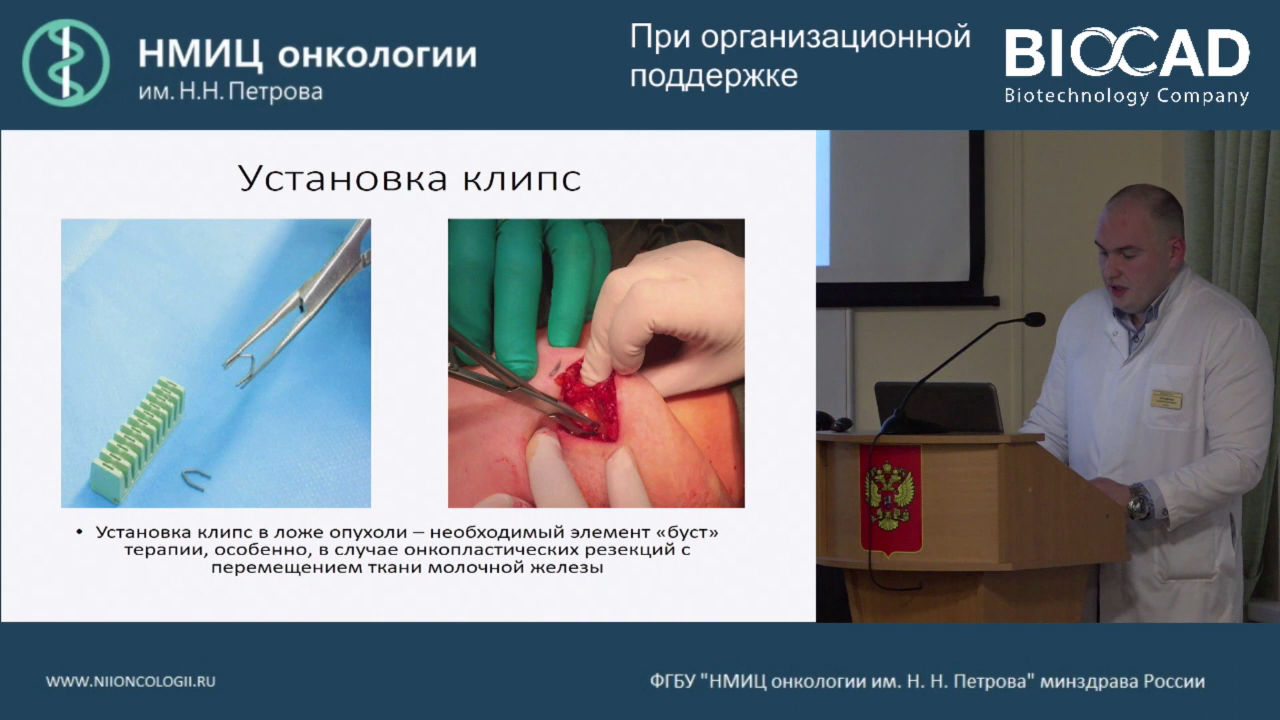 НМИЦ онкологии
им. Н.Н. Петрова
При организационной
поддержке
BIOCAD
Biotechnology Company
Установка клипс
• Установка клипс в ложе опухоли – необходимый элемент «буст»
терапии, особенно, в случае онкопластических резекций с
перемещением ткани молочной железы
WWW.NIIONCOLOGII.RU
ФГБУ "НМИЦ онкологии им. Н. Н. Петрова" минздрава России